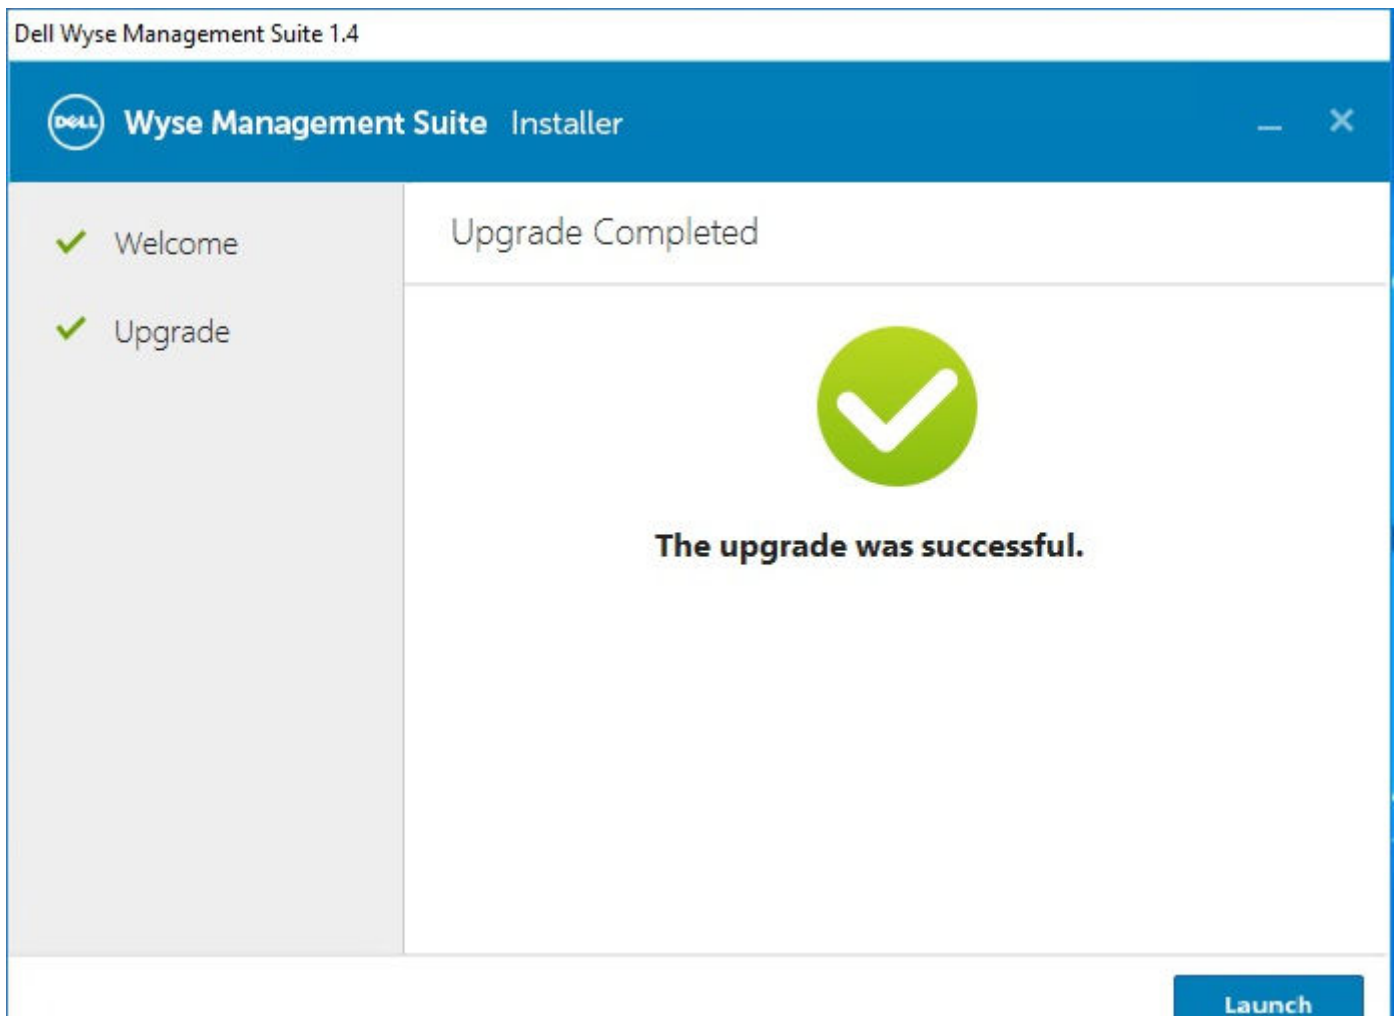 Dell Wyse Management Suite 1.4
DELL Wyse Management Suite Installer
Welcome
Upgrade
Upgrade Completed
The upgrade was successful.
Launch